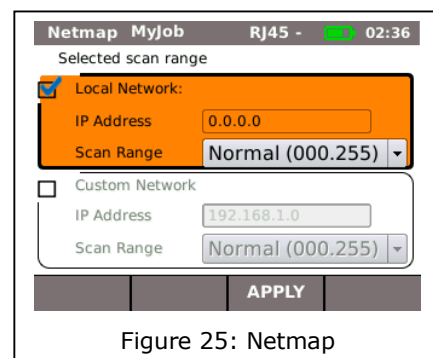 Netmap MyJob RJ45 - 02:36
Selected scan range
Local Network:
IP Address 0.0.0.0
Scan Range Normal (000.255)
Custom Network
IP Address 192.168.1.0
Scan Range Normal (000.255)
APPLY
Figure 25: Netmap